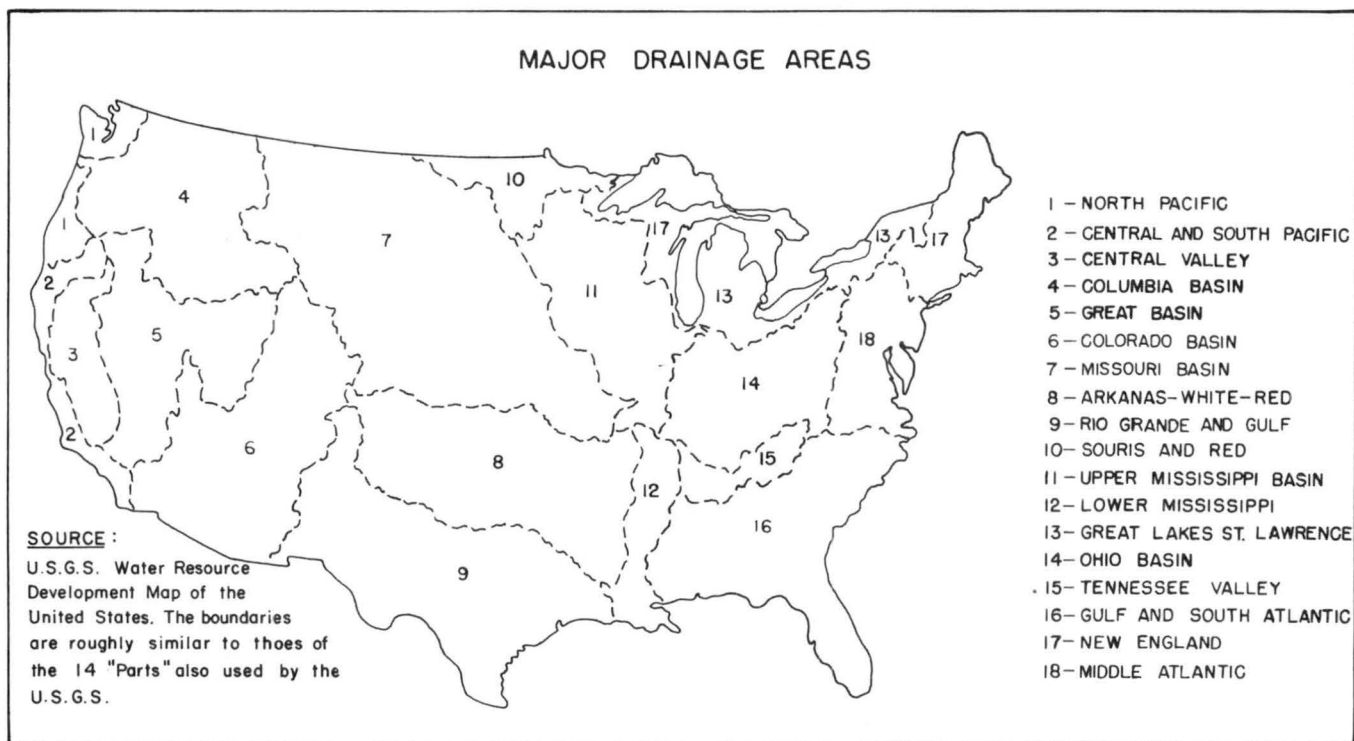 MAJOR DRAINAGE AREAS
1
4
10
7
17
13
17
1
2
11
13
5
18
3
14
2
6
8
15
12
16
9
1 - NORTH PACIFIC
2 - CENTRAL AND SOUTH PACIFIC
3 - CENTRAL VALLEY
4 - COLUMBIA BASIN
5 - GREAT BASIN
6 - COLORADO BASIN
7 - MISSOURI BASIN
8 - ARKANAS-WHITE-RED
9 - RIO GRANDE AND GULF
10 - SOURIS AND RED
11 - UPPER MISSISSIPPI BASIN
12 - LOWER MISSISSIPPI
13 - GREAT LAKES ST. LAWRENCE
14 - OHIO BASIN
15 - TENNESSEE VALLEY
16 - GULF AND SOUTH ATLANTIC
17 - NEW ENGLAND
18 - MIDDLE ATLANTIC
SOURE :
U.S.G.S. Water Resource
Development Map of the
United States. The boundaries
are roughly similar to thoes of
the 14 "Parts" also used by the
U.S.G.S.